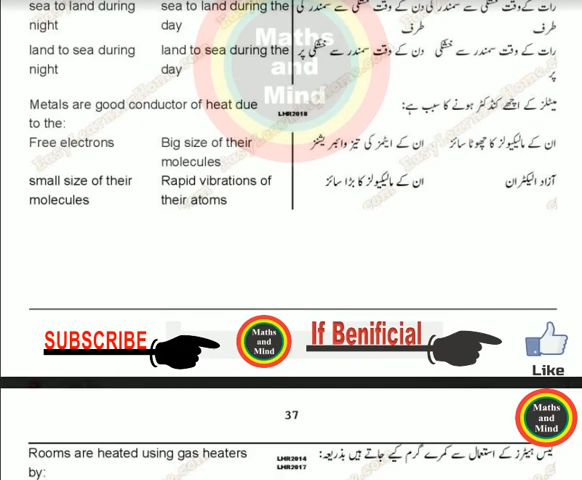 sea to land during sea to land during the رات کے وقت خشکی سے سمندر کی دن کے وقت خشکی سے سمندر کی
night day طرف طرف
land to sea during land to sea during the رات کے وقت سمندر سے خشکی دن کے وقت سمندر سے خشکی پر
night day پر
Maths
and
Mind
Metals are good conductor of heat due LHR2018 میٹلز کے اچھے کنڈکٹر ہونے کا سبب ہے:
to the:
Free electrons Big size of their ان کے مالیکیولز کا چھوٹا سائز ان کے ایٹمز کی تیز وائبریشنز
molecules
small size of their Rapid vibrations of آزاد الیکٹران ان کے مالیکیولز کا بڑا سائز
molecules their atoms
SUBSCRIBE Maths and Mind If Benificial
Like
37
Maths
and
Mind
Rooms are heated using gas heaters LHR2014 گیس ہیٹرز کے استعمال سے کمرے گرم کیے جاتے ہیں بذریعہ:
by: LHR2017